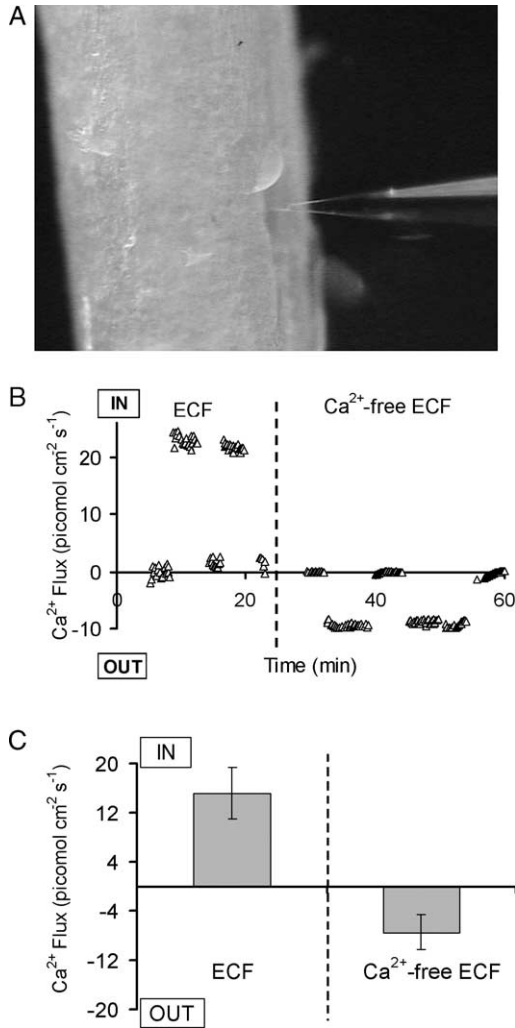 A
B
IN
ECF
Ca²⁺-free ECF
Ca²⁺ Flux (picomol cm⁻² s⁻¹)
20
10
0
-10
0
20
40
60
OUT
Time (min)
C
IN
Ca²⁺ Flux (picomol cm⁻² s⁻¹)
20
12
4
-4
-12
-20
ECF
Ca²⁺-free ECF
OUT